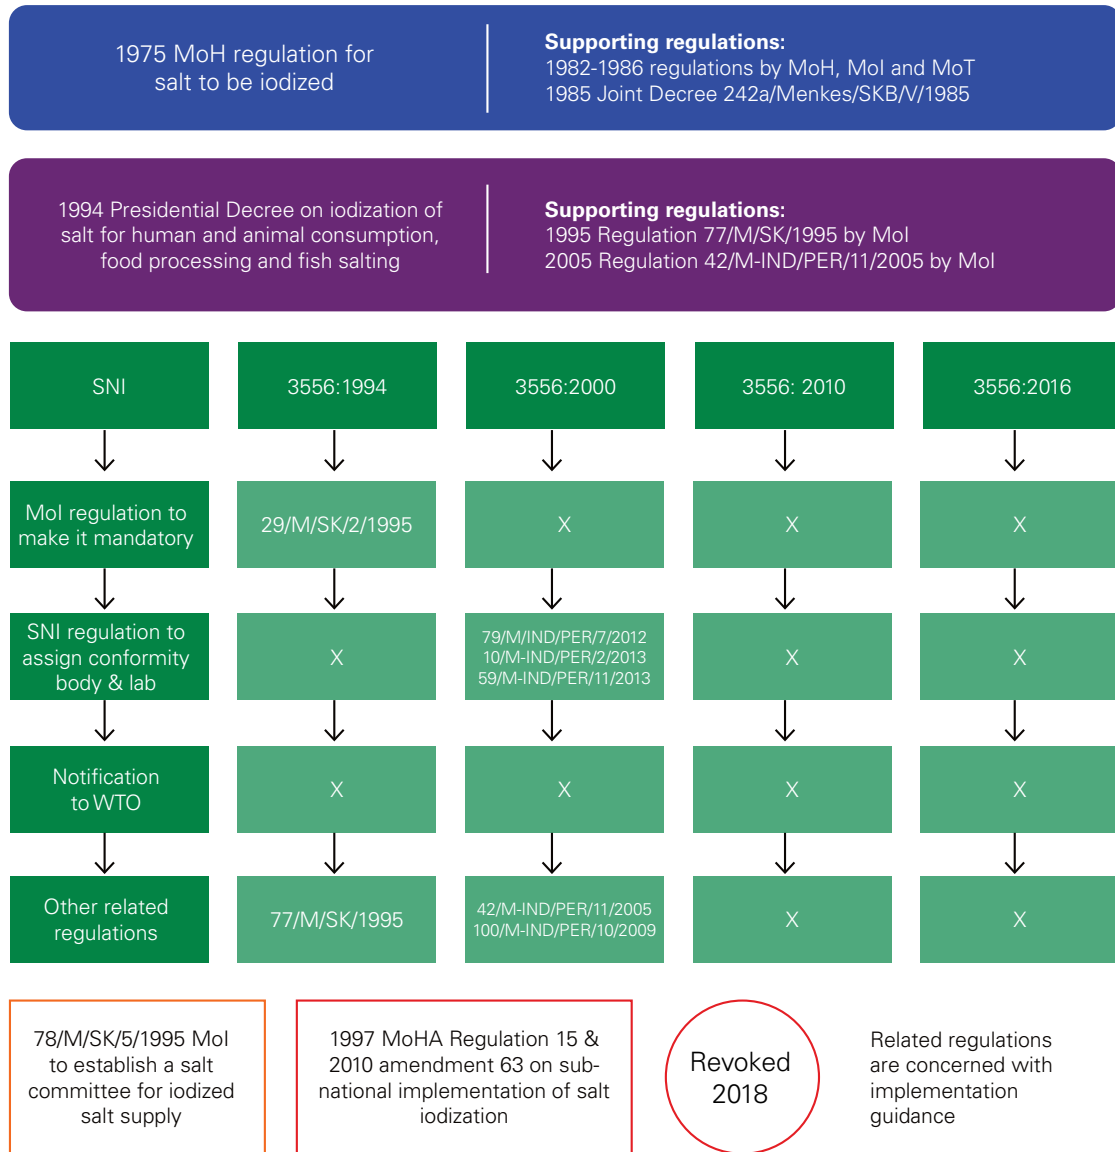 1975 MoH regulation for
salt to be iodized
Supporting regulations:
1982-1986 regulations by MoH, MoI and MoT
1985 Joint Decree 242a/Menkes/SKB/V/1985
1994 Presidential Decree on iodization of
salt for human and animal consumption,
food processing and fish salting
Supporting regulations:
1995 Regulation 77/M/SK/1995 by MoI
2005 Regulation 42/M-IND/PER/11/2005 by MoI
SNI
3556:1994
3556:2000
3556: 2010
3556:2016
MoI regulation to
make it mandatory
29/M/SK/2/1995
X
X
X
SNI regulation to
assign conformity
body & lab
X
79/M/IND/PER/7/2012
10/M-IND/PER/2/2013
59/M-IND/PER/11/2013
X
X
Notification
to WTO
X
X
X
X
Other related
regulations
77/M/SK/1995
42/M-IND/PER/11/2005
100/M-IND/PER/10/2009
X
X
78/M/SK/5/1995 MoI
to establish a salt
committee for iodized
salt supply
1997 MoHA Regulation 15 &
2010 amendment 63 on sub-
national implementation of salt
iodization
Revoked
2018
Related regulations
are concerned with
implementation
guidance